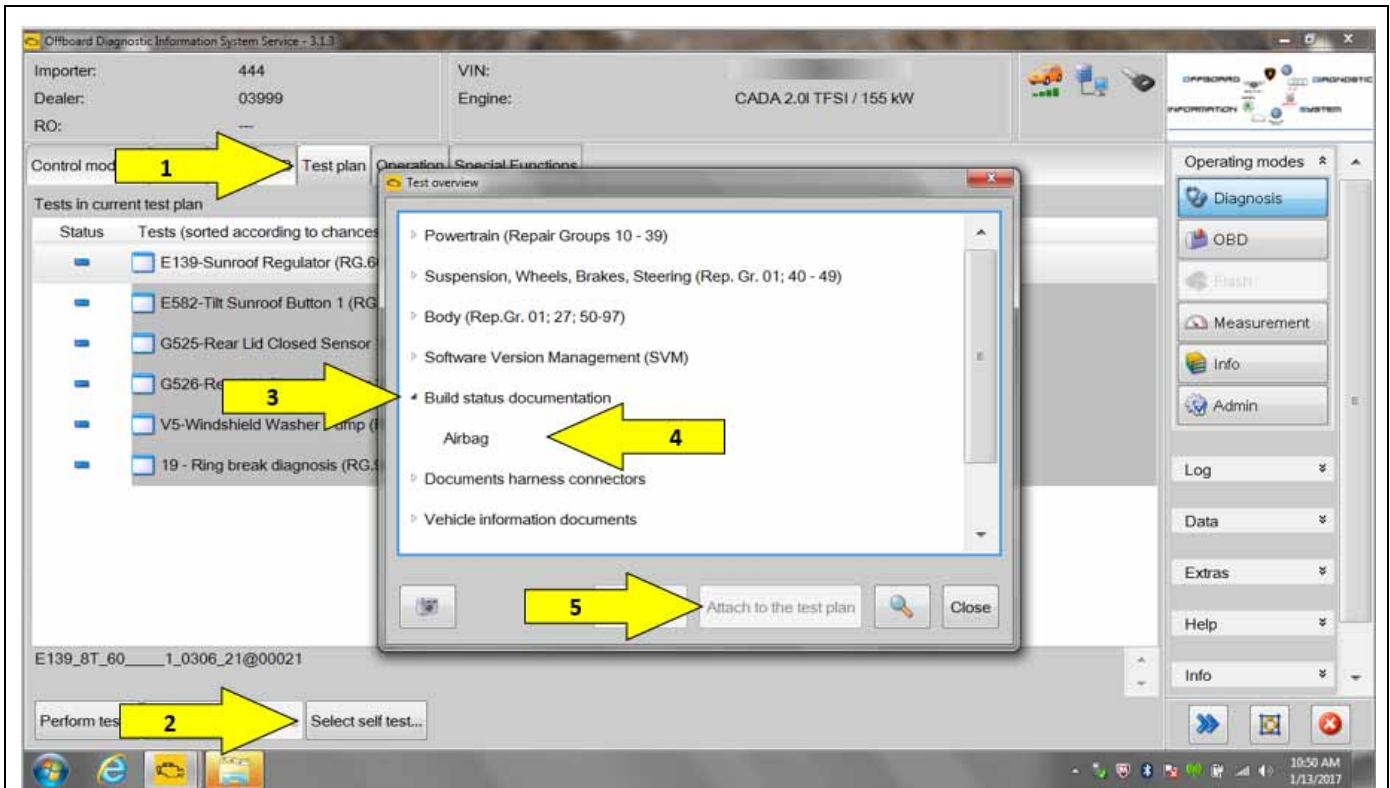 Offboard Diagnostic Information System Service - 3.1.3
Importer: 444 VIN:
Dealer: 03999 Engine: CADA 2.0l TFSI / 155 kW
RO: ---
OFFBOARD DIAGNOSTIC
INFORMATION SYSTEM
Control mod 1 Test plan Operation Special Functions
Tests in current test plan
Status Tests (sorted according to chances
E139-Sunroof Regulator (RG.6
E582-Tilt Sunroof Button 1 (RG
G525-Rear Lid Closed Sensor
G526-Re
V5-Windshield Washer Pump (
19 - Ring break diagnosis (RG.9
Test overview
Powertrain (Repair Groups 10 - 39)
Suspension, Wheels, Brakes, Steering (Rep. Gr. 01; 40 - 49)
Body (Rep.Gr. 01; 27; 50-97)
Software Version Management (SVM)
3 Build status documentation
Airbag 4
Documents harness connectors
Vehicle information documents
5 Attach to the test plan Close
E139_8T_60____1_0306_21@00021
Perform tes 2 Select self test...
Operating modes
Diagnosis
OBD
Flash
Measurement
Info
Admin
Log
Data
Extras
Help
Info
10:50 AM
1/13/2017